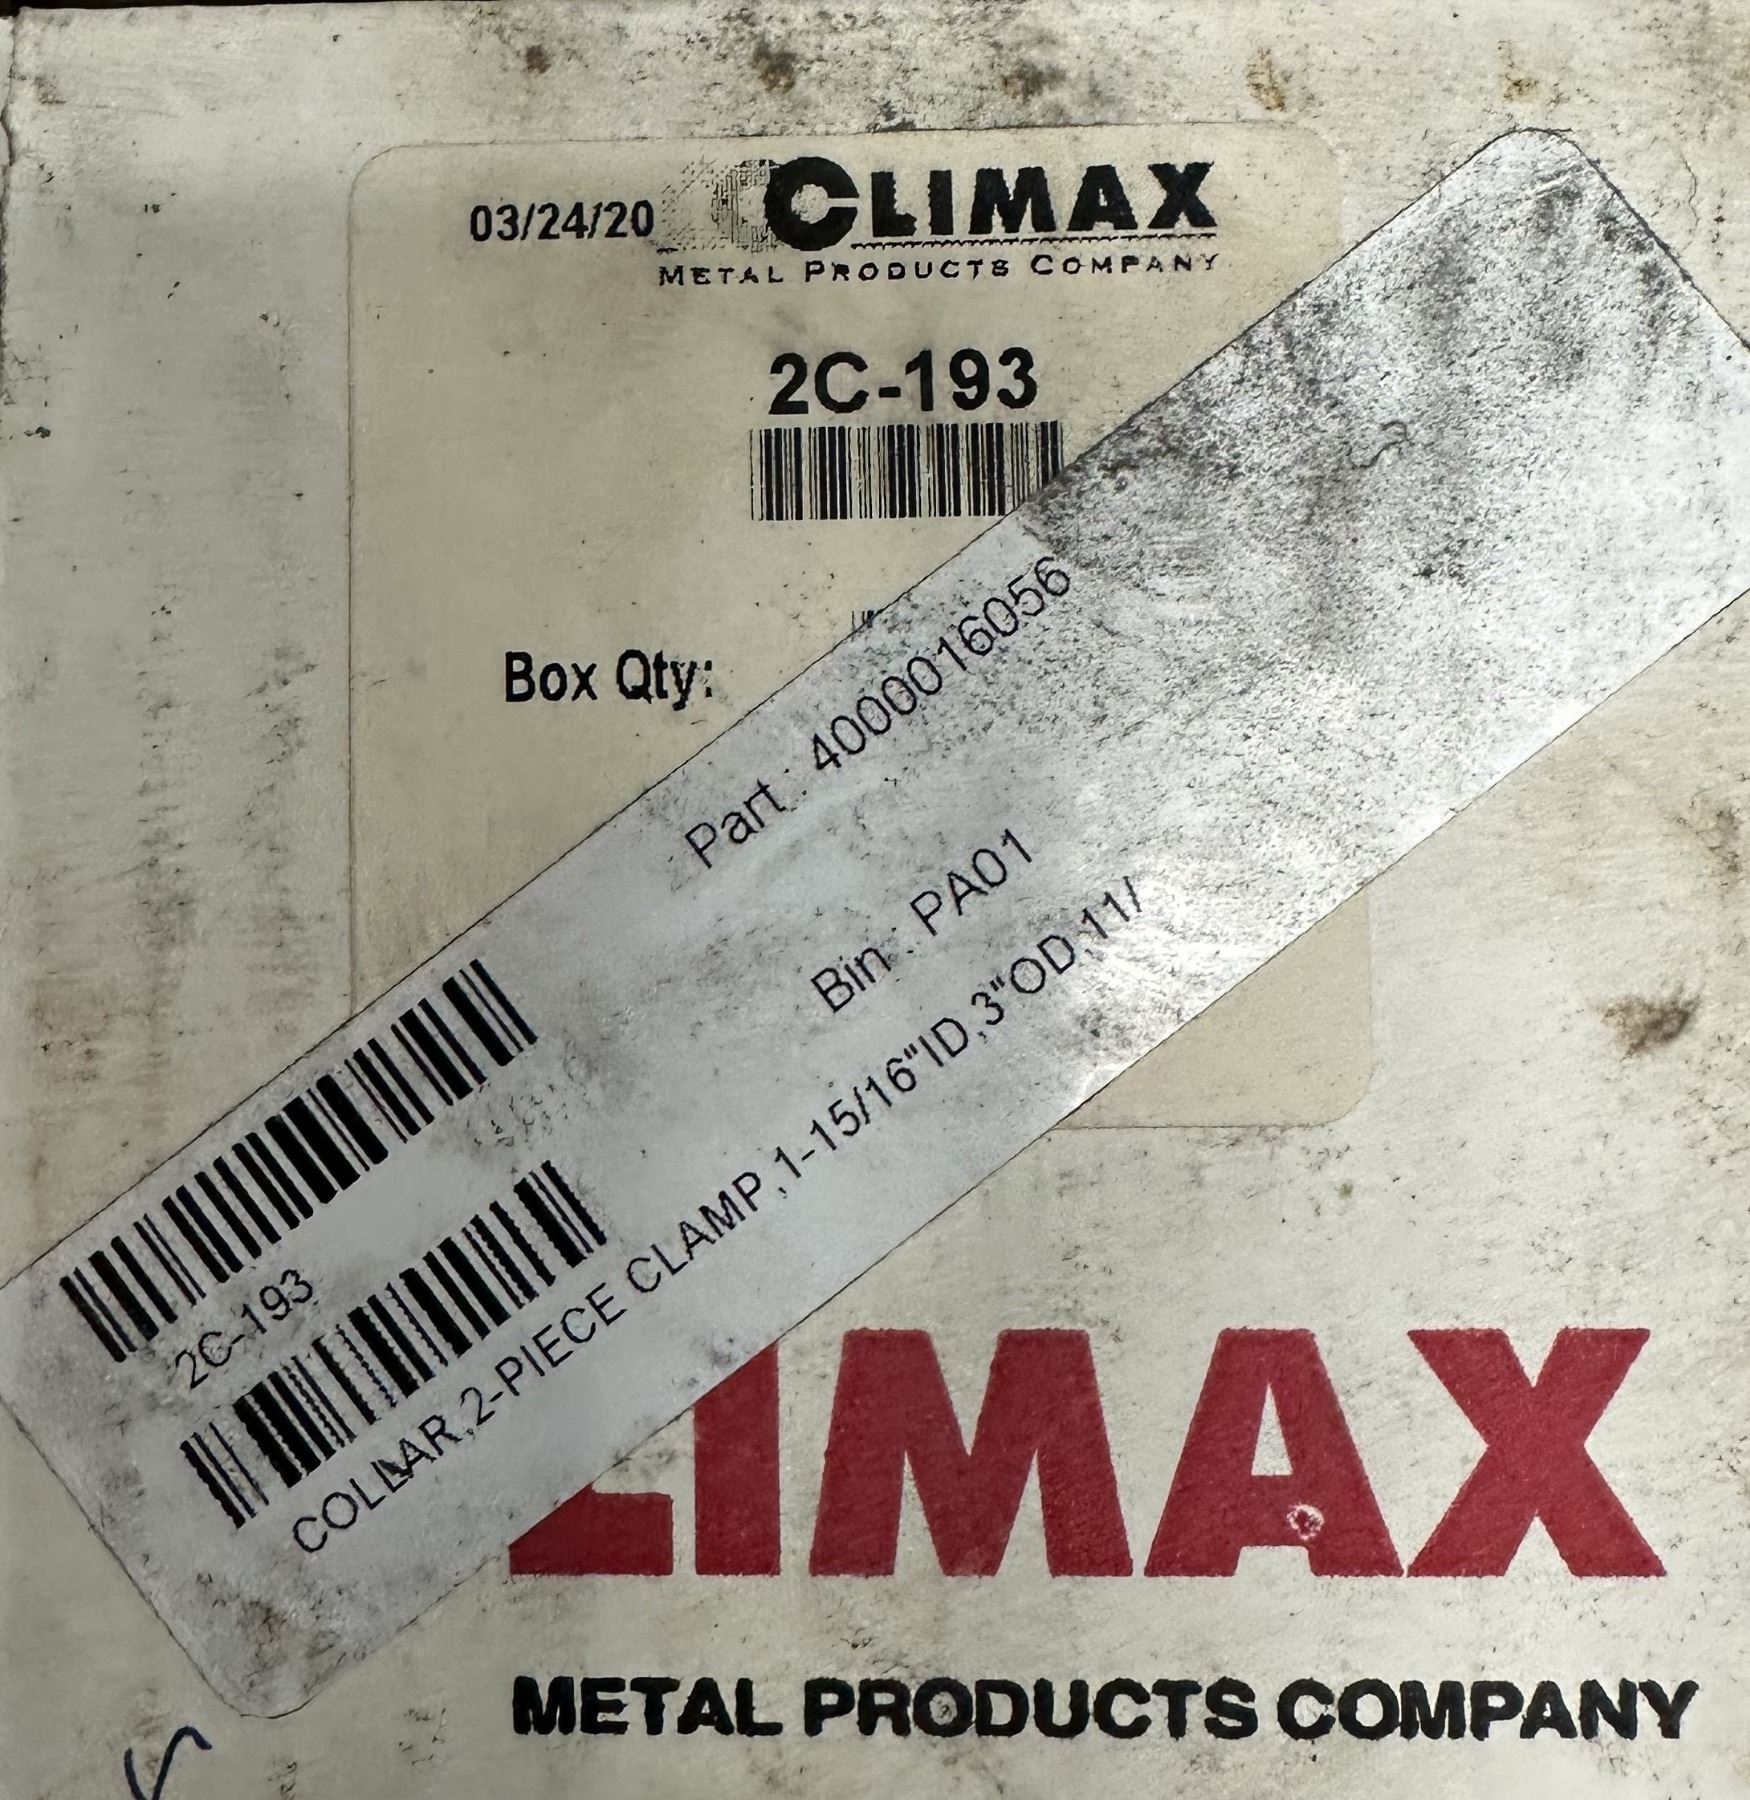 03/24/20 CLIMAX
METAL PRODUCTS COMPANY
2C-193
Box Qty:
Part : 4000016056
Bin : PA01
2C-193
COLLAR,2-PIECE CLAMP,1-15/16"ID,3"OD,11/
LIMAX
METAL PRODUCTS COMPANY